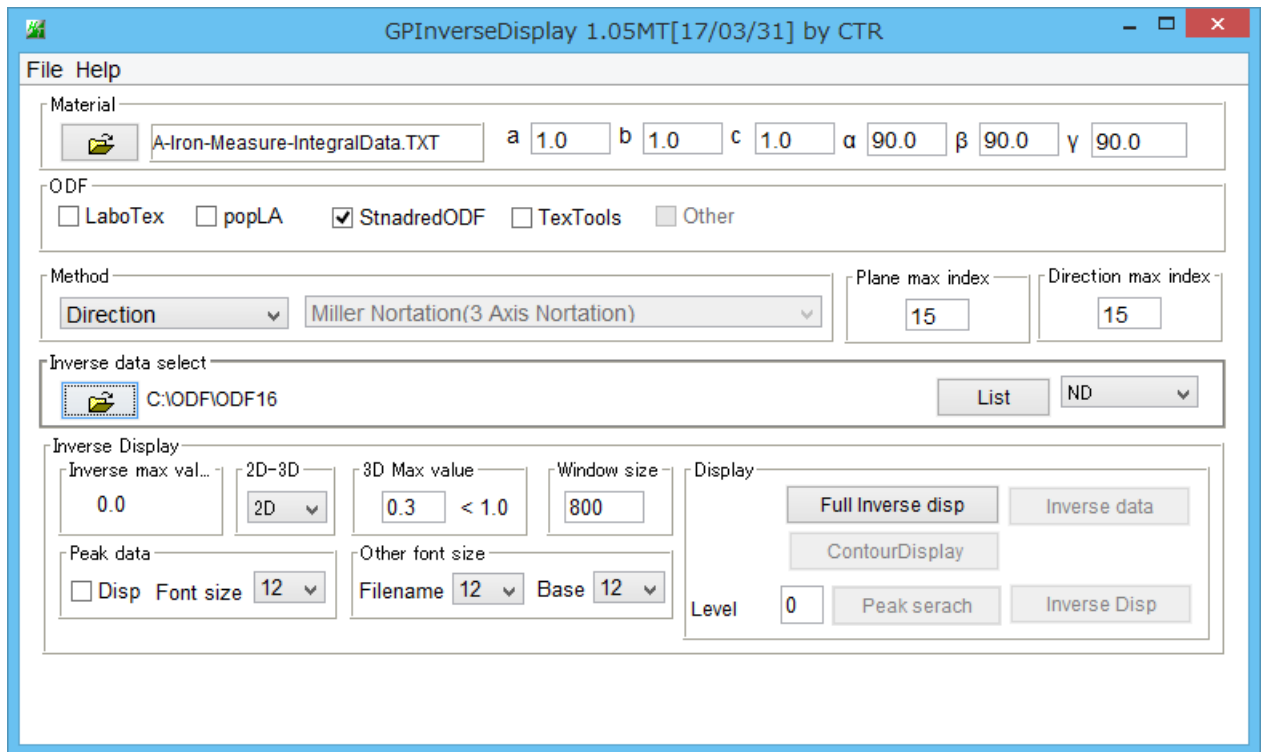 GPInverseDisplay 1.05MT[17/03/31] by CTR
File Help
Material
A-Iron-Measure-IntegralData.TXT a 1.0 b 1.0 c 1.0 α 90.0 β 90.0 γ 90.0
ODF
LaboTex popLA StnadredODF TexTools Other
Method Plane max index Direction max index
Direction Miller Nortation(3 Axis Nortation) 15 15
Inverse data select
C:\ODF\ODF16 List ND
Inverse Display
Inverse max val... 2D-3D 3D Max value Window size Display
0.0 2D 0.3 < 1.0 800 Full Inverse disp Inverse data
ContourDisplay
Peak data Other font size
Disp Font size 12 Filename 12 Base 12
Level 0 Peak serach Inverse Disp